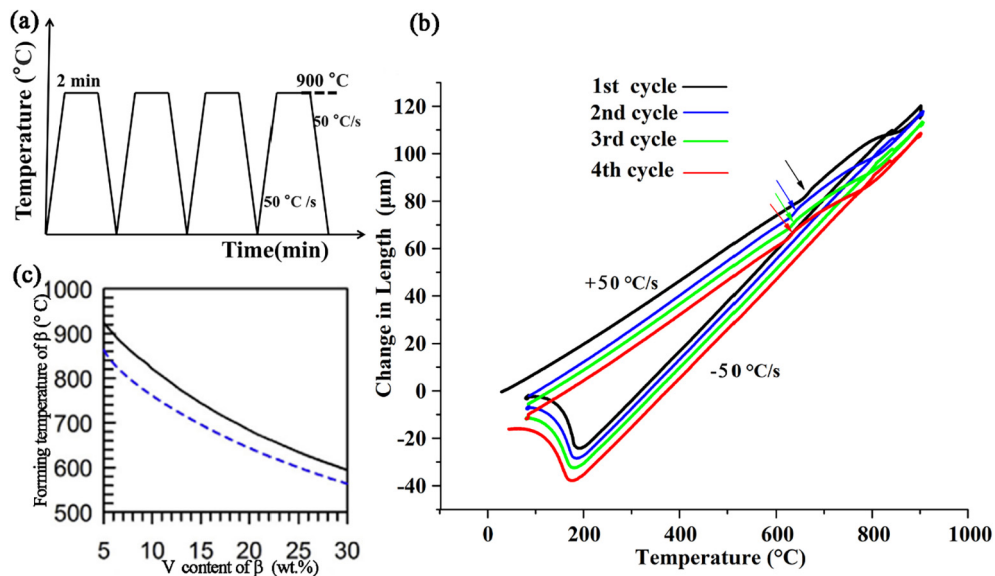 (a)
Temperature (°C)
2 min
900 °C
50 °C/s
50 °C/s
Time(min)
(b)
1st cycle
2nd cycle
3rd cycle
4th cycle
Change in Length (μm)
120
100
80
60
40
20
0
-20
-40
+50 °C/s
-50 °C/s
0
200
400
600
800
1000
Temperature (°C)
(c)
Forming temperature of β (°C)
1000
900
800
700
600
500
5
10
15
20
25
30
V content of β (wt.%)